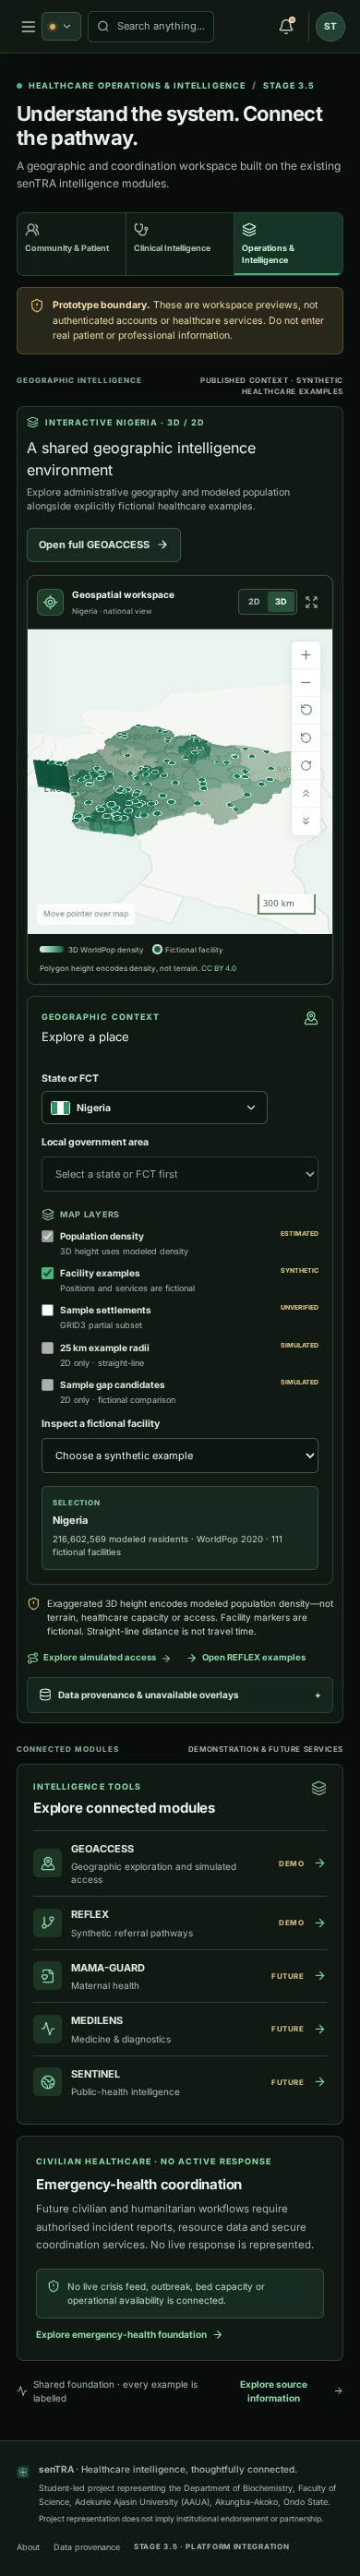 Search anything...
ST
HEALTHCARE OPERATIONS & INTELLIGENCE / STAGE 3.5
Understand the system. Connect
the pathway.
A geographic and coordination workspace built on the existing
senTRA intelligence modules.
Community & Patient
Clinical Intelligence
Operations &
Intelligence
Prototype boundary. These are workspace previews, not
authenticated accounts or healthcare services. Do not enter
real patient or professional information.
GEOGRAPHIC INTELLIGENCE
PUBLISHED CONTEXT · SYNTHETIC
HEALTHCARE EXAMPLES
INTERACTIVE NIGERIA · 3D / 2D
A shared geographic intelligence
environment
Explore administrative geography and modeled population
alongside explicitly fictional healthcare examples.
Open full GEOACCESS
Geospatial workspace
Nigeria · national view
2D
3D
300 km
Move pointer over map
3D WorldPop density
Fictional facility
Polygon height encodes density, not terrain. CC BY 4.0
GEOGRAPHIC CONTEXT
Explore a place
State or FCT
Nigeria
Local government area
Select a state or FCT first
MAP LAYERS
Population density
ESTIMATED
3D height uses modeled density
Facility examples
SYNTHETIC
Positions and services are fictional
Sample settlements
UNVERIFIED
GRID3 partial subset
25 km example radii
SIMULATED
2D only · straight-line
Sample gap candidates
SIMULATED
2D only · fictional comparison
Inspect a fictional facility
Choose a synthetic example
SELECTION
Nigeria
216,602,569 modeled residents · WorldPop 2020 · 111
fictional facilities
Exaggerated 3D height encodes modeled population density—not
terrain, healthcare capacity or access. Facility markers are
fictional. Straight-line distance is not travel time.
Explore simulated access
Open REFLEX examples
Data provenance & unavailable overlays
+
CONNECTED MODULES
DEMONSTRATION & FUTURE SERVICES
INTELLIGENCE TOOLS
Explore connected modules
GEOACCESS
Geographic exploration and simulated
access
DEMO
REFLEX
Synthetic referral pathways
DEMO
MAMA-GUARD
Maternal health
FUTURE
MEDILENS
Medicine & diagnostics
FUTURE
SENTINEL
Public-health intelligence
FUTURE
CIVILIAN HEALTHCARE · NO ACTIVE RESPONSE
Emergency-health coordination
Future civilian and humanitarian workflows require
authorised incident reports, resource data and secure
coordination services. No live response is represented.
No live crisis feed, outbreak, bed capacity or
operational availability is connected.
Explore emergency-health foundation
Shared foundation · every example is
labelled
Explore source
information
senTRA · Healthcare intelligence, thoughtfully connected.
Student-led project representing the Department of Biochemistry, Faculty of
Science, Adekunle Ajasin University (AAUA), Akungba-Akoko, Ondo State.
Project representation does not imply institutional endorsement or partnership.
About
Data provenance
STAGE 3.5 · PLATFORM INTEGRATION